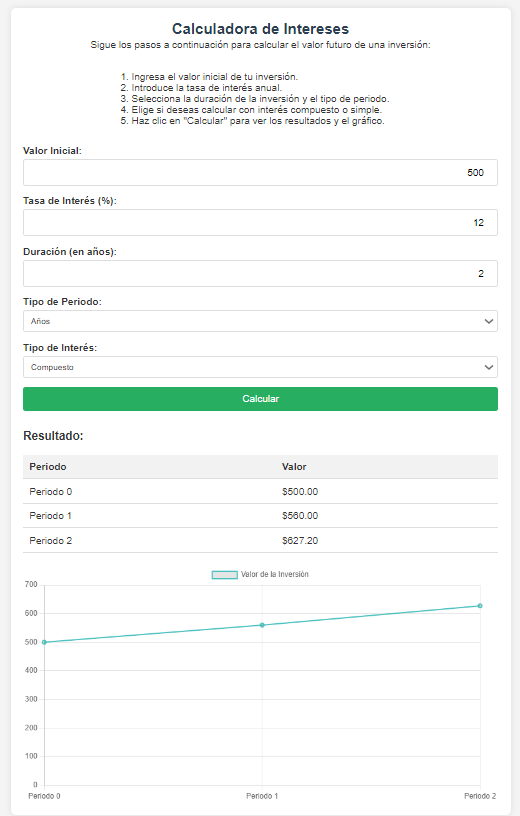 Calculadora de Intereses
Sigue los pasos a continuación para calcular el valor futuro de una inversión:
1. Ingresa el valor inicial de tu inversión.
2. Introduce la tasa de interés anual.
3. Selecciona la duración de la inversión y el tipo de periodo.
4. Elige si deseas calcular con interés compuesto o simple.
5. Haz clic en "Calcular" para ver los resultados y el gráfico.
Valor Inicial:
500
Tasa de Interés (%):
12
Duración (en años):
2
Tipo de Periodo:
Años
Tipo de Interés:
Compuesto
Calcular
Resultado:
Periodo Valor
Periodo 0 $500.00
Periodo 1 $560.00
Periodo 2 $627.20
Valor de la Inversión
700
600
500
400
300
200
100
0
Periodo 0 Periodo 1 Periodo 2